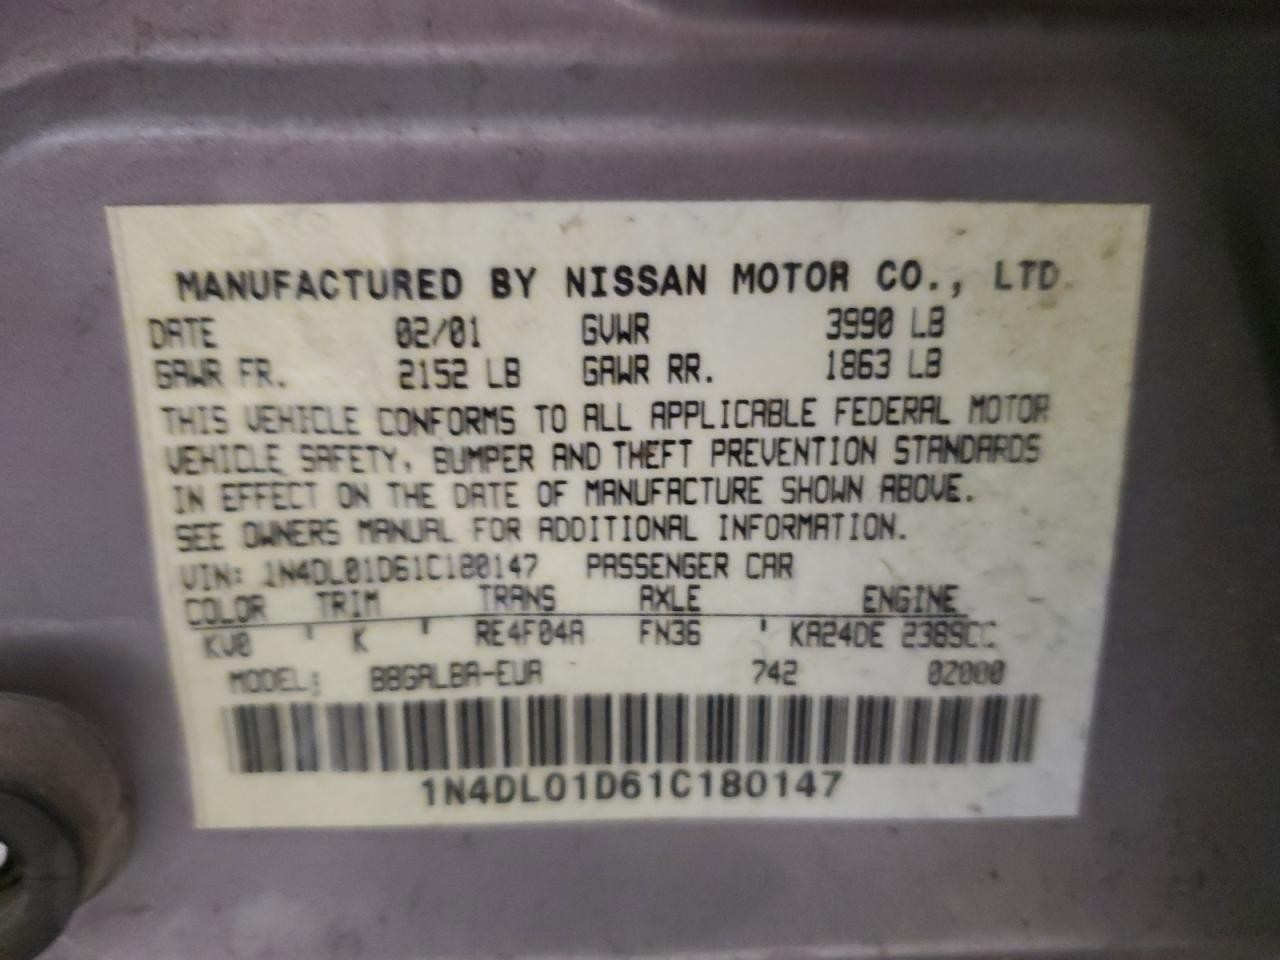 MANUFACTURED BY NISSAN MOTOR CO., LTD.
DATE 02/01 GVWR 3990 LB
GAWR FR. 2152 LB GAWR RR. 1863 LB
THIS VEHICLE CONFORMS TO ALL APPLICABLE FEDERAL MOTOR
VEHICLE SAFETY, BUMPER AND THEFT PREVENTION STANDARDS
IN EFFECT ON THE DATE OF MANUFACTURE SHOWN ABOVE.
SEE OWNERS MANUAL FOR ADDITIONAL INFORMATION.
VIN: 1N4DL01D61C180147 PASSENGER CAR
COLOR TRIM TRANS AXLE ENGINE
KV0 ' K ' RE4F04A FN36 ' KA24DE 2389CC
MODEL: 742 02000
1N4DL01D61C180147